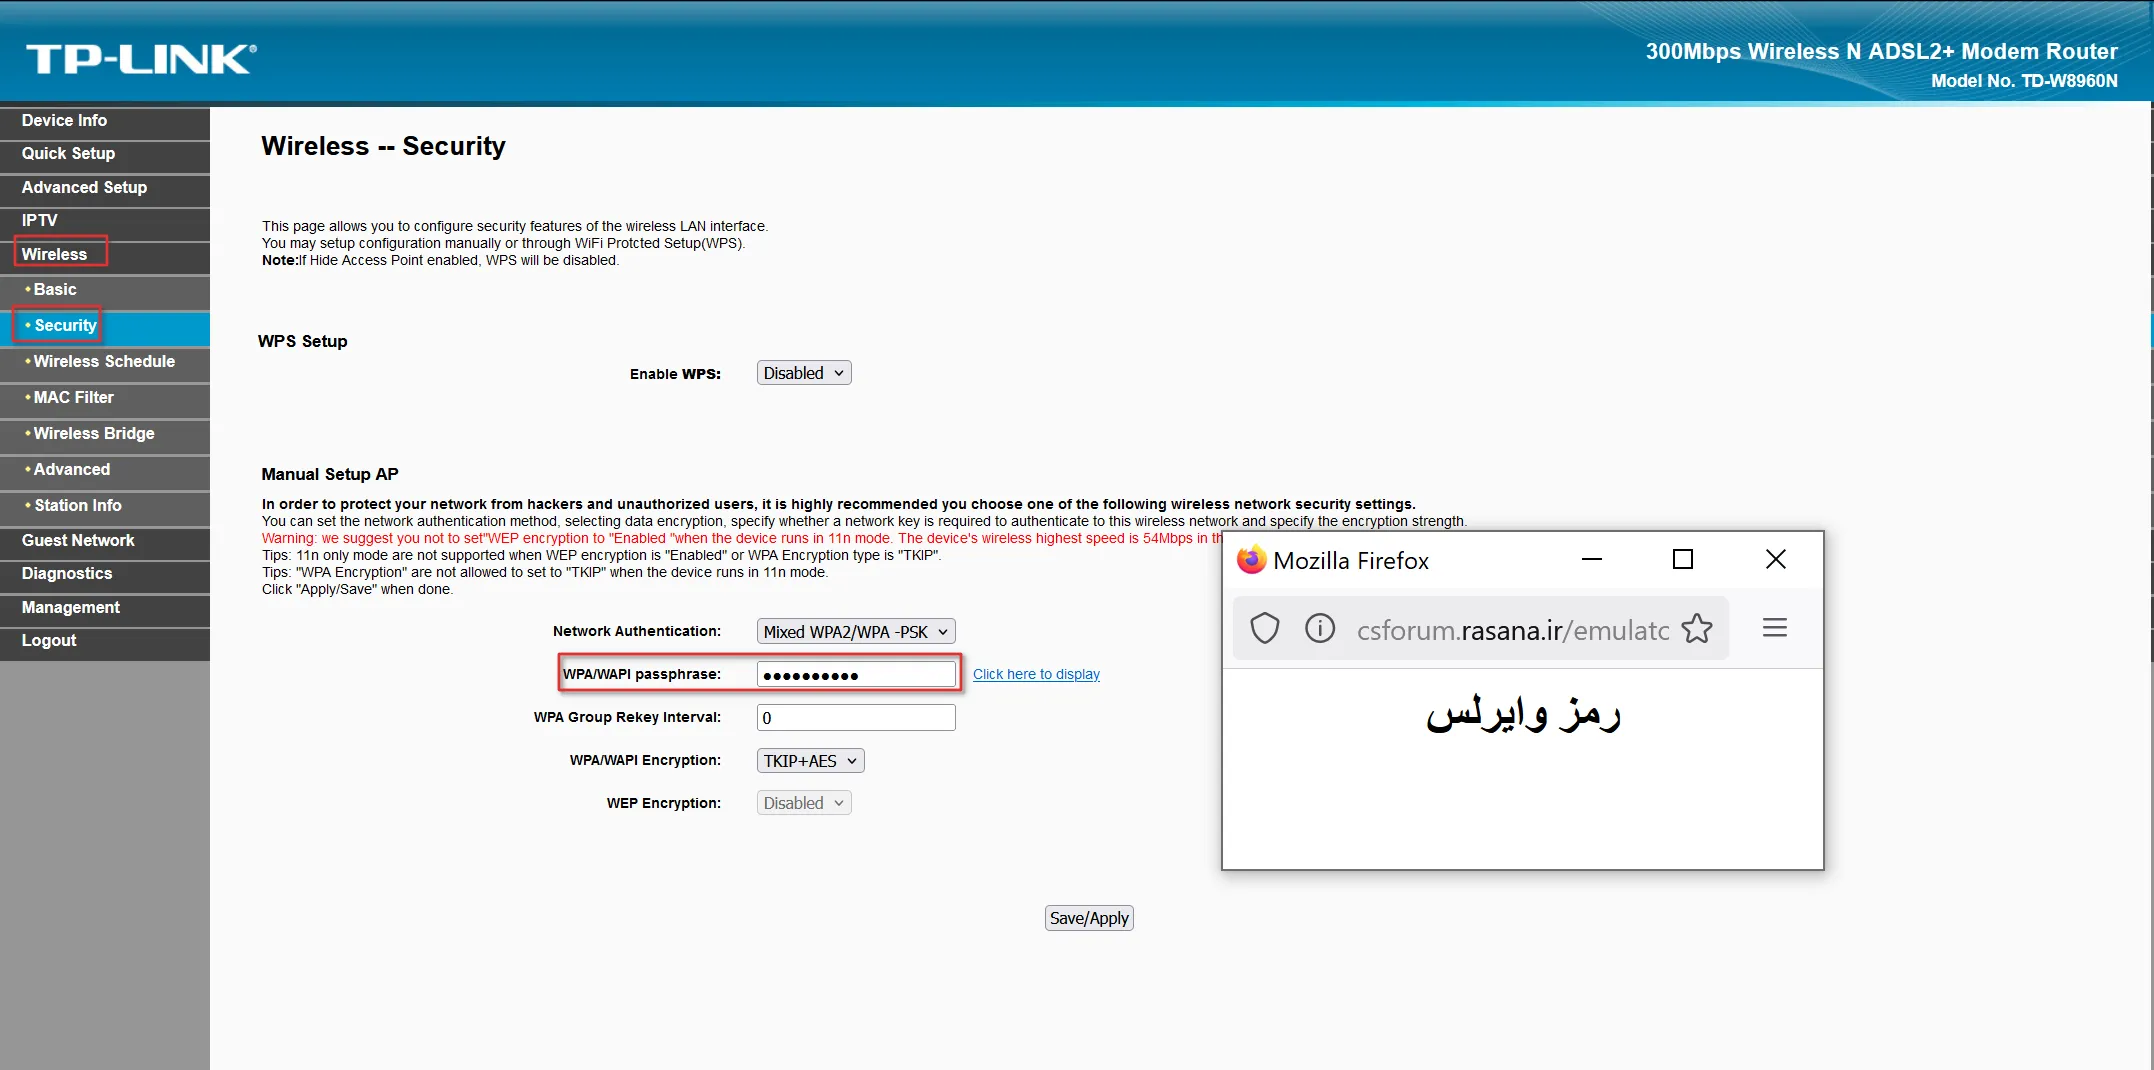 TP-LINK®
300Mbps Wireless N ADSL2+ Modem Router
Model No. TD-W8960N
Device Info
Quick Setup
Advanced Setup
IPTV
Wireless
• Basic
• Security
• Wireless Schedule
• MAC Filter
• Wireless Bridge
• Advanced
• Station Info
Guest Network
Diagnostics
Management
Logout
Wireless -- Security
This page allows you to configure security features of the wireless LAN interface.
You may setup configuration manually or through WiFi Protcted Setup(WPS).
Note:If Hide Access Point enabled, WPS will be disabled.
WPS Setup
Enable WPS: Disabled
Manual Setup AP
In order to protect your network from hackers and unauthorized users, it is highly recommended you choose one of the following wireless network security settings.
You can set the network authentication method, selecting data encryption, specify whether a network key is required to authenticate to this wireless network and specify the encryption strength.
Warning: we suggest you not to set"WEP encryption to "Enabled "when the device runs in 11n mode. The device's wireless highest speed is 54Mbps in th
Tips: 11n only mode are not supported when WEP encryption is "Enabled" or WPA Encryption type is "TKIP".
Tips: "WPA Encryption" are not allowed to set to "TKIP" when the device runs in 11n mode.
Click "Apply/Save" when done.
Network Authentication: Mixed WPA2/WPA -PSK
WPA/WAPI passphrase: ●●●●●●●●●● Click here to display
WPA Group Rekey Interval: 0
WPA/WAPI Encryption: TKIP+AES
WEP Encryption: Disabled
Save/Apply
Mozilla Firefox
csforum.rasana.ir/emulatc
رمز وایرلس